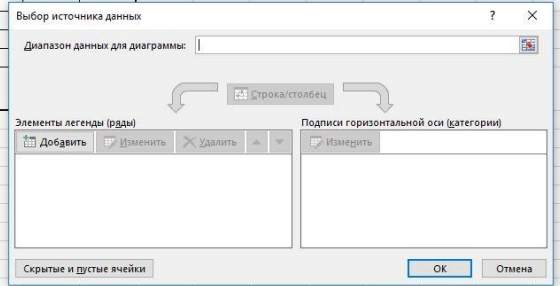 Выбор источника данных
Диапазон данных для диаграммы:
Строка/столбец
Элементы легенды (ряды)
Добавить Изменить Удалить
Подписи горизонтальной оси (категории)
Изменить
Скрытые и пустые ячейки
ОК Отмена